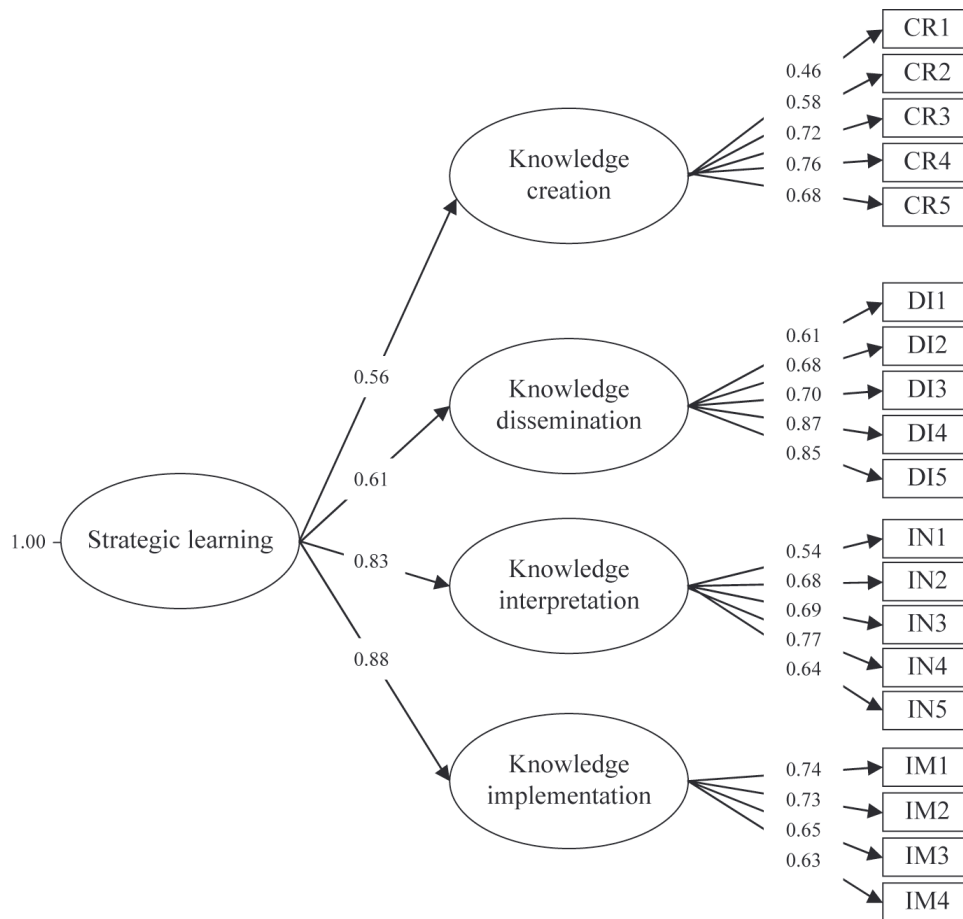 CR1
0.46
CR2
0.58
CR3
0.72
Knowledge
creation
0.76
CR4
0.68
CR5
DI1
0.61
DI2
0.68
0.56
Knowledge
dissemination
0.70
DI3
0.87
DI4
0.85
DI5
0.61
1.00
Strategic learning
0.83
Knowledge
interpretation
0.54
IN1
0.68
IN2
0.69
IN3
0.77
IN4
0.64
IN5
0.88
Knowledge
implementation
0.74
IM1
0.73
IM2
0.65
IM3
0.63
IM4